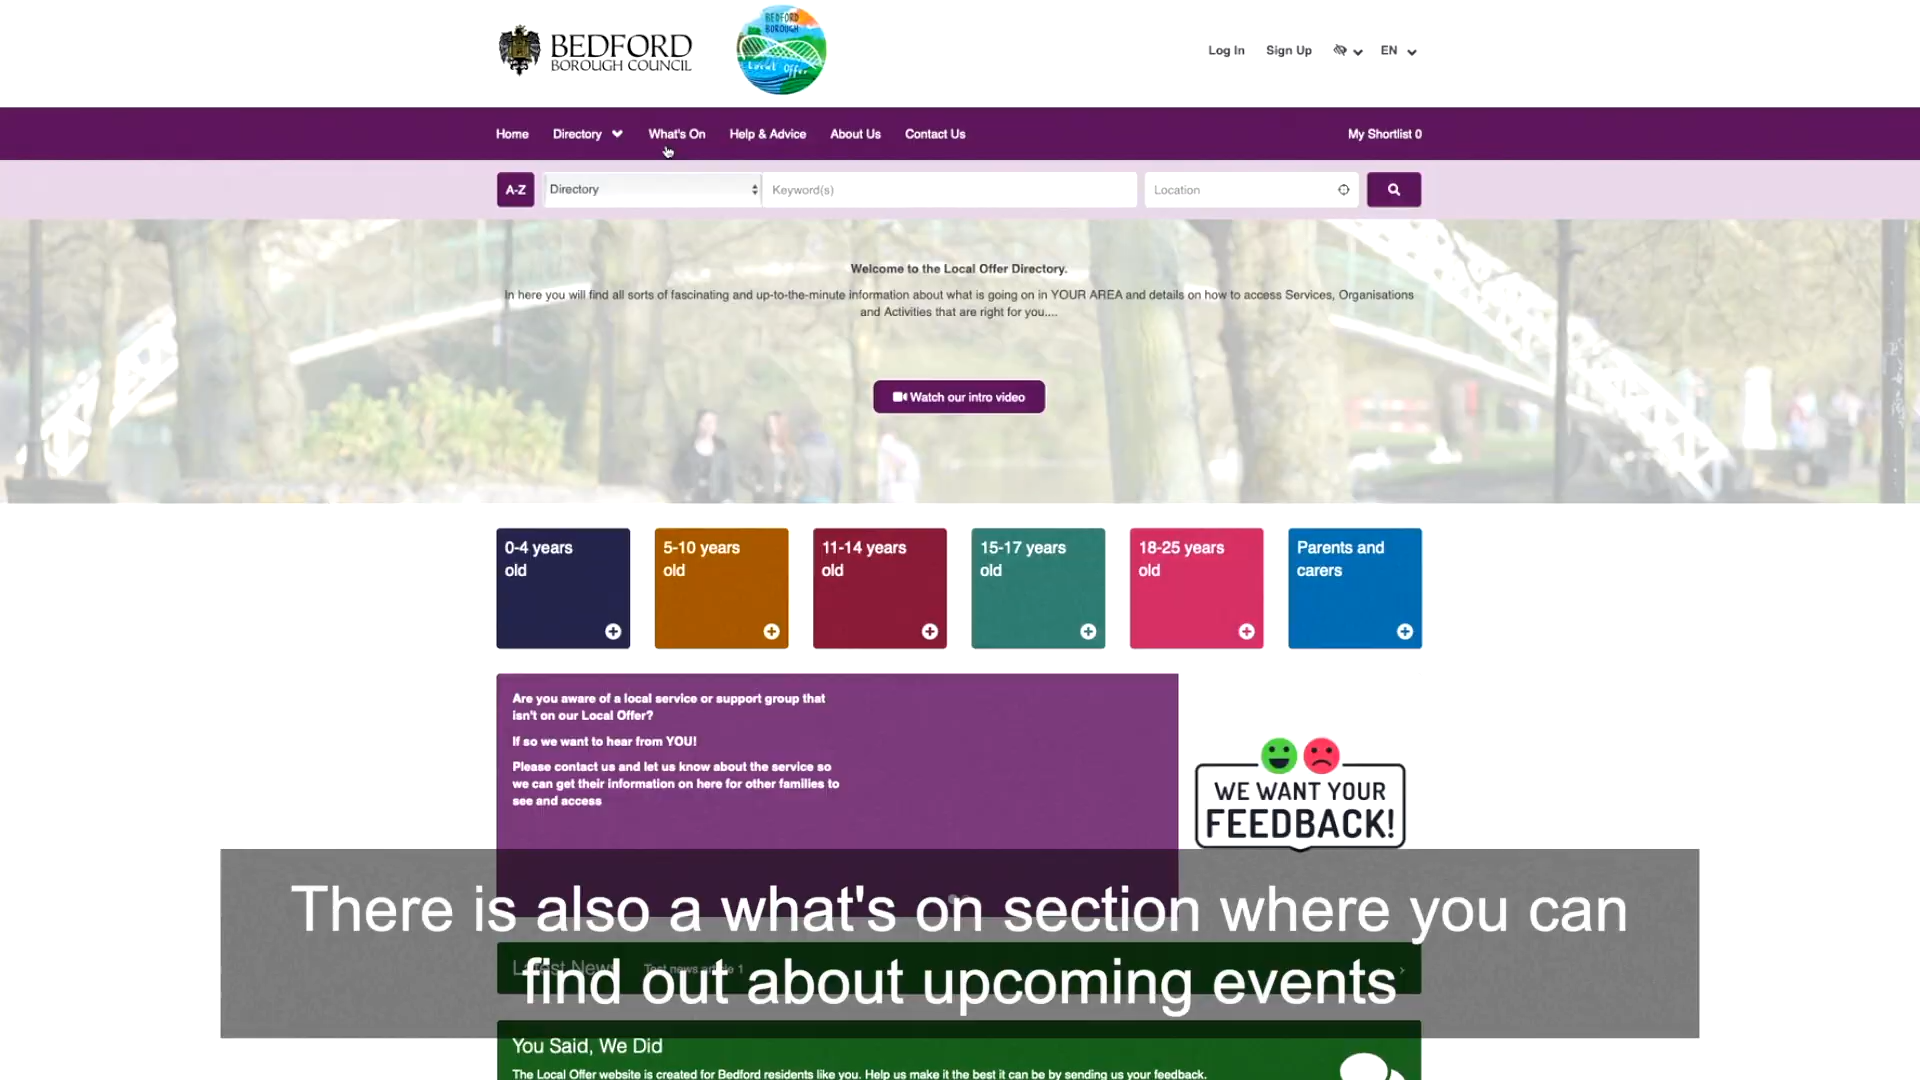 BEDFORD
BOROUGH COUNCIL
BEDFORD
BOROUGH
Local Offer
Log In
Sign Up
EN
Home
Directory
What's On
Help & Advice
About Us
Contact Us
My Shortlist 0
A-Z
Directory
Keyword(s)
Location
Welcome to the Local Offer Directory.
In here you will find all sorts of fascinating and up-to-the-minute information about what is going on in YOUR AREA and details on how to access Services, Organisations
and Activities that are right for you....
Watch our intro video
0-4 years
old
5-10 years
old
11-14 years
old
15-17 years
old
18-25 years
old
Parents and
carers
Are you aware of a local service or support group that
isn't on our Local Offer?
If so we want to hear from YOU!
Please contact us and let us know about the service so
we can get their information on here for other families to
see and access
WE WANT YOUR
FEEDBACK!
There is also a what's on section where you can
find out about upcoming events
Latest News
Test news article 1
You Said, We Did
The Local Offer website is created for Bedford residents like you. Help us make it the best it can be by sending us your feedback.